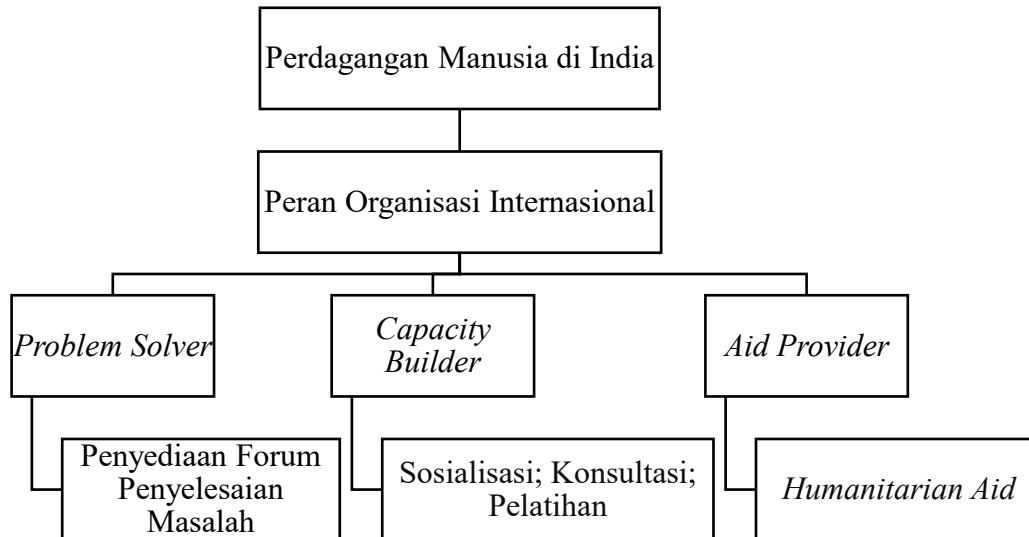 Perdagangan Manusia di India
Peran Organisasi Internasional
Problem Solver
Capacity
Builder
Aid Provider
Penyediaan Forum
Penyelesaian
Masalah
Sosialisasi; Konsultasi;
Pelatihan
Humanitarian Aid